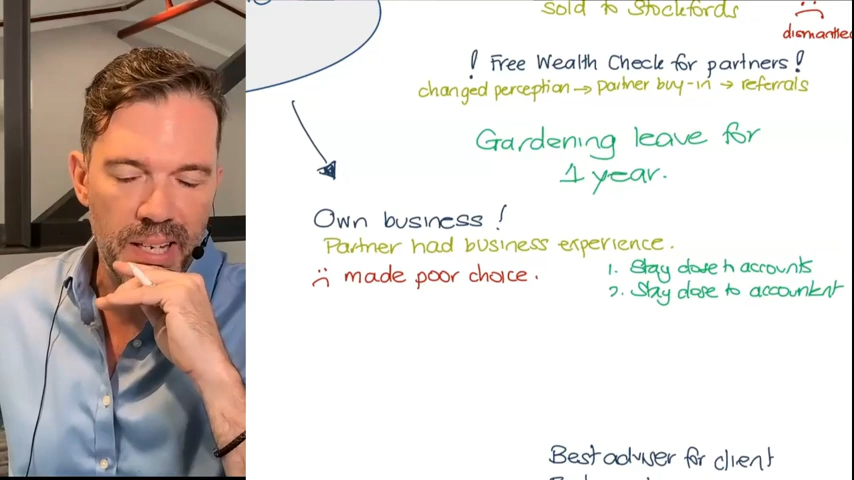 sold to Stockfords
dismantled
! Free Wealth Check for partners!
changed perception → partner buy-in → referrals
Gardening leave for
1 year.
Own business!
Partner had business experience.
made poor choice.
1. Stay close to accounts
2. Stay close to accountant
Best adviser for client